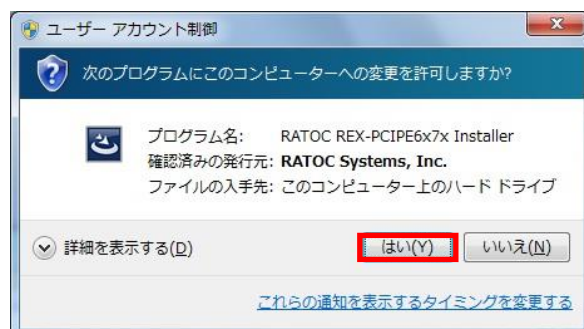 ユーザー アカウント制御
次のプログラムにこのコンピューターへの変更を許可しますか?
プログラム名: RATOC REX-PCIPE6x7x Installer
確認済みの発行元: RATOC Systems, Inc.
ファイルの入手先: このコンピューター上のハード ドライブ
詳細を表示する(D) はい(Y) いいえ(N)
これらの通知を表示するタイミングを変更する